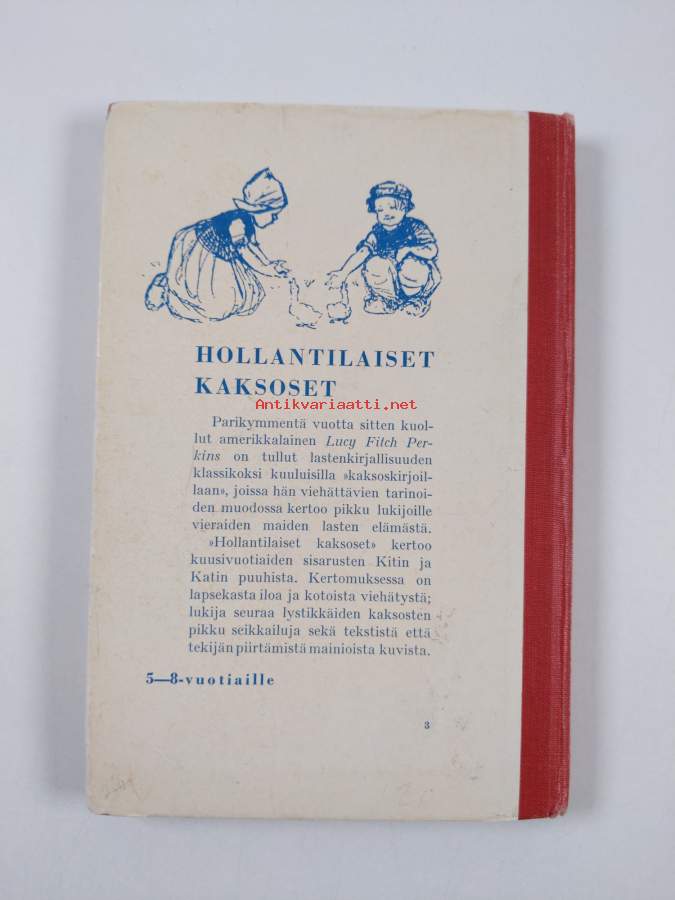 HOLLANTILAISET
KAKSOSET
Antikvariaatti.net
Parikymmentä vuotta sitten kuol-
lut amerikkalainen Lucy Fitch Per-
kins on tullut lastenkirjallisuuden
klassikoksi kuuluisilla »kaksoskirjoil-
laan», joissa hän viehättävien tarinoi-
den muodossa kertoo pikku lukijoille
vieraiden maiden lasten elämästä.
»Hollantilaiset kaksoset» kertoo
kuusivuotiaiden sisarusten Kitin ja
Katin puuhista. Kertomuksessa on
lapsekasta iloa ja kotoista viehätystä;
lukija seuraa lystikkäiden kaksosten
pikku seikkailuja sekä tekstistä että
tekijän piirtämistä mainioista kuvista.
5—8-vuotiaille
3